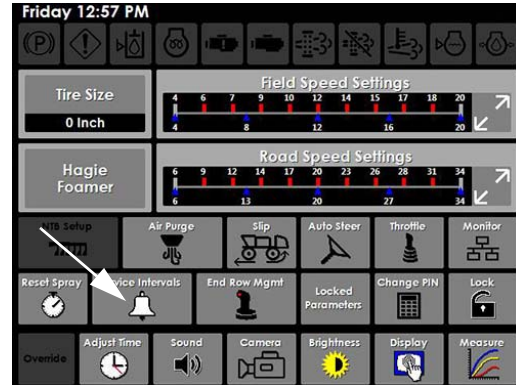 Friday 12:57 PM
(P)
Tire Size
0 Inch
Field Speed Settings
4 6 7 9 10 12 14 15 17 18 20
4 8 12 16 20
Hagie
Foamer
Road Speed Settings
6 9 12 14 17 20 23 26 28 31 34
6 13 20 27 34
NTB Setup
Air Purge
Slip
Auto Steer
Throttle
Monitor
Reset Spray
Intervals
End Row Mgmt
Locked
Parameters
Change PIN
Lock
Override
Adjust Time
Sound
Camera
Brightness
Display
Measure